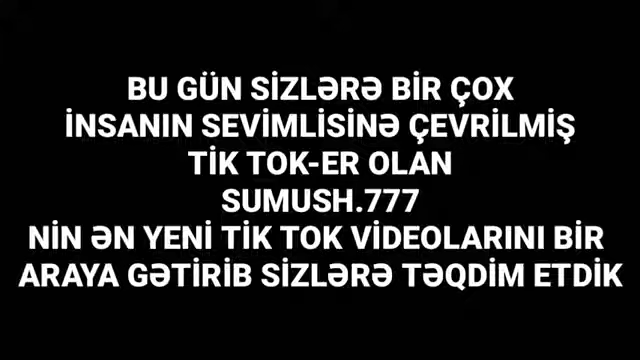 BU GÜN SİZLƏRƏ BİR ÇOX
İNSANIN SEVİMLİSİNƏ ÇEVRİLMİŞ
TİK TOK-ER OLAN
SUMUSH.777
NİN ƏN YENİ TİK TOK VİDEOLARINI BİR
ARAYA GƏTİRİB SİZLƏRƏ TƏQDİM ETDİK